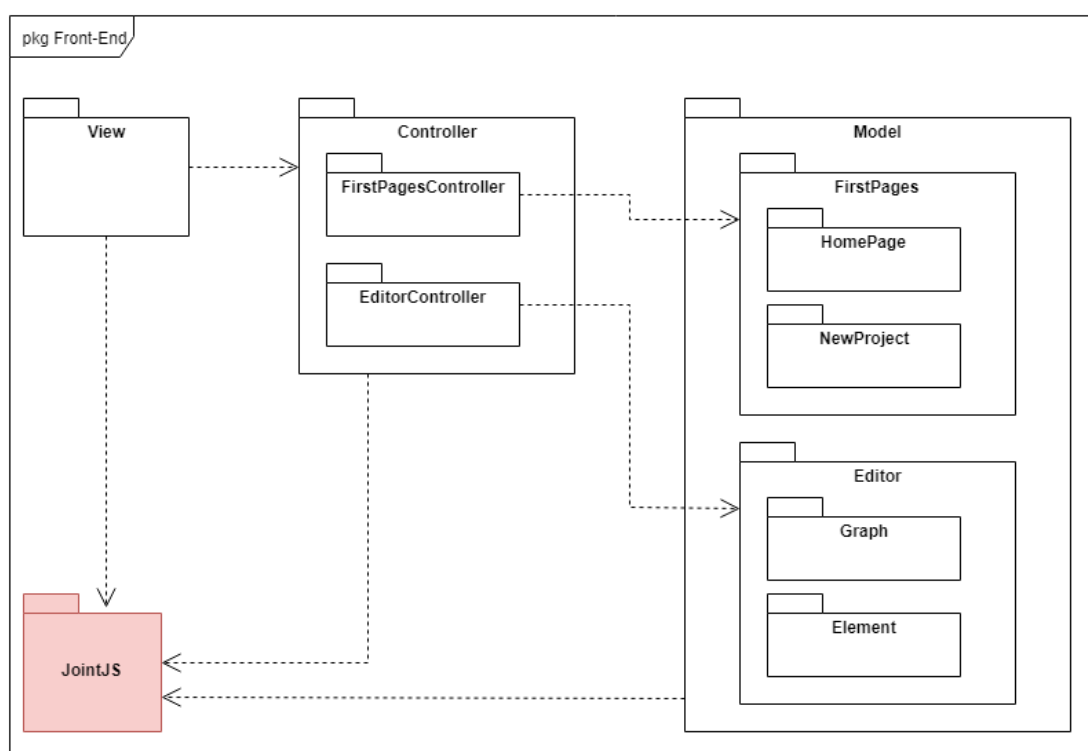 pkg Front-End
View
Controller
Model
FirstPagesController
FirstPages
HomePage
EditorController
NewProject
Editor
Graph
Element
JointJS